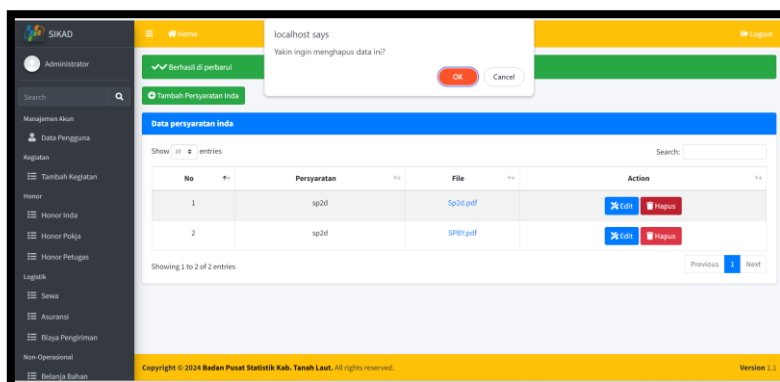 SIKAD
Home
localhost says
Logout
Yakin ingin menghapus data ini?
Administrator
Berhasil di perbarui
OK
Cancel
Search
Tambah Persyaratan Inda
Manajemen Akun
Data persyaratan inda
Data Pengguna
Kegiatan
Show 10 entries
Search:
Tambah Kegiatan
No Persyaratan File Action
Honor
1 sp2d Sp2d.pdf Edit Hapus
Honor Inda
2 sp2d SPBY.pdf Edit Hapus
Honor Pokja
Honor Petugas
Showing 1 to 2 of 2 entries
Previous 1 Next
Logistik
Sewa
Asuransi
Biaya Pengiriman
Non-Operasional
Copyright © 2024 Badan Pusat Statistik Kab. Tanah Laut. All rights reserved.
Version 1.1
Belanja Bahan